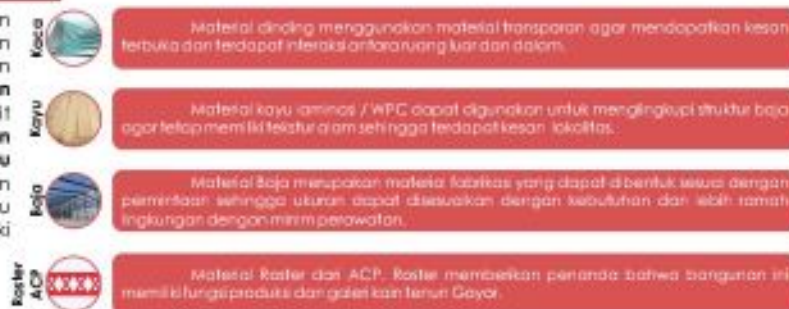 n
n
n
n
it
n
u
n
u
ki
Kaca
Material dinding menggunakan material transparan agar mendapatkan kesan
terbuka dan terdapat interaksi antara ruang luar dan dalam.
Kayu
Material kayu laminasi / WPC dapat digunakan untuk menglingkupi struktur baja
agar tetap memiliki tekstur alam sehingga terdapat kesan lokalitas.
Baja
Material Baja merupakan material fabrikasi yang dapat dibentuk sesuai dengan
permintaan sehingga ukuran dapat disesuaikan dengan kebutuhan dan lebih ramah
lingkungan dengan minim perawatan.
Roster
ACP
Material Roster dan ACP. Roster memberikan penanda bahwa bangunan ini
memiliki fungsi produksi dan galeri kain tenun Goyor.